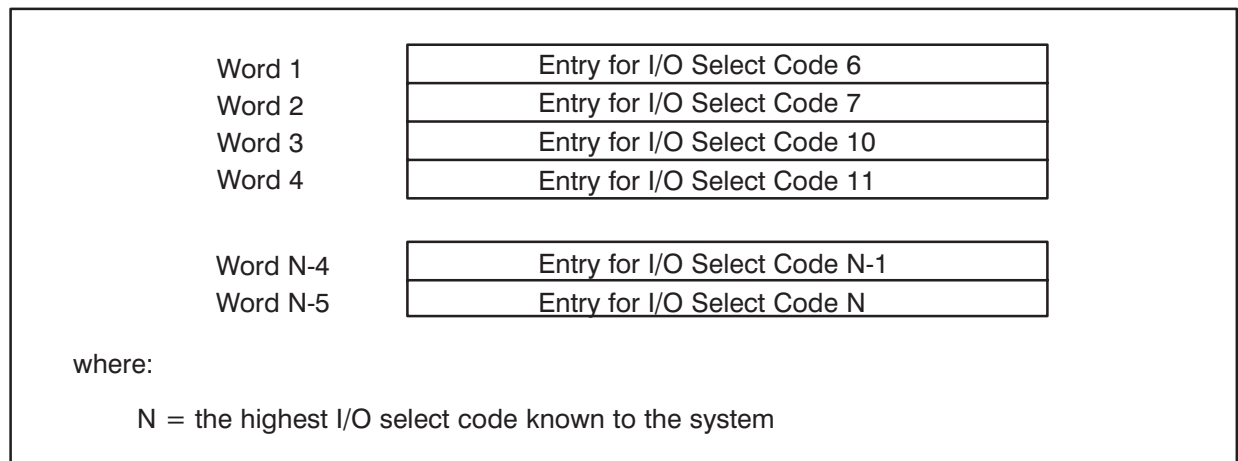 Word 1 Entry for I/O Select Code 6
Word 2 Entry for I/O Select Code 7
Word 3 Entry for I/O Select Code 10
Word 4 Entry for I/O Select Code 11
Word N-4 Entry for I/O Select Code N-1
Word N-5 Entry for I/O Select Code N
where:
N = the highest I/O select code known to the system